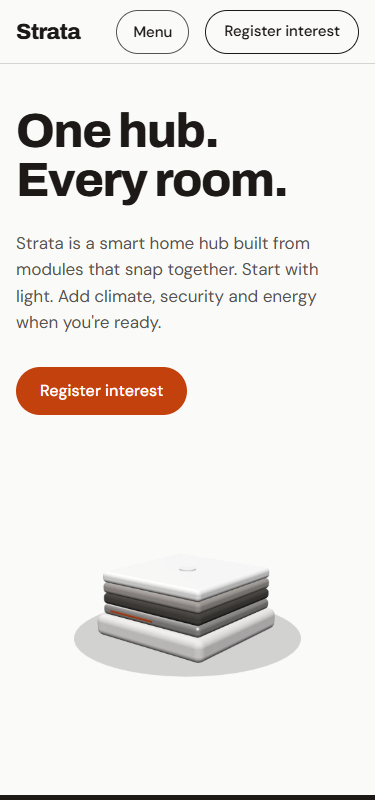 Strata
Menu
Register interest
One hub.
Every room.
Strata is a smart home hub built from
modules that snap together. Start with
light. Add climate, security and energy
when you're ready.
Register interest